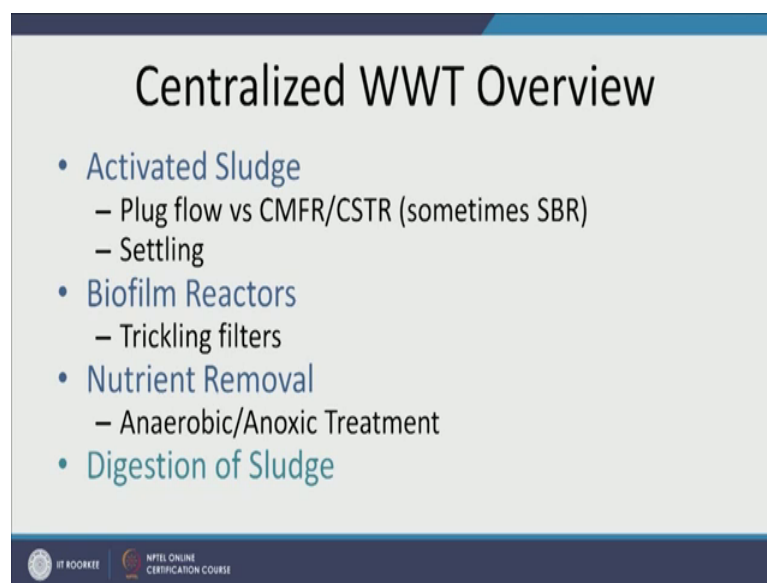 Centralized WWT Overview
• Activated Sludge
– Plug flow vs CMFR/CSTR (sometimes SBR)
– Settling
• Biofilm Reactors
– Trickling filters
• Nutrient Removal
– Anaerobic/Anoxic Treatment
• Digestion of Sludge
IIT ROORKEE
NPTEL ONLINE
CERTIFICATION COURSE